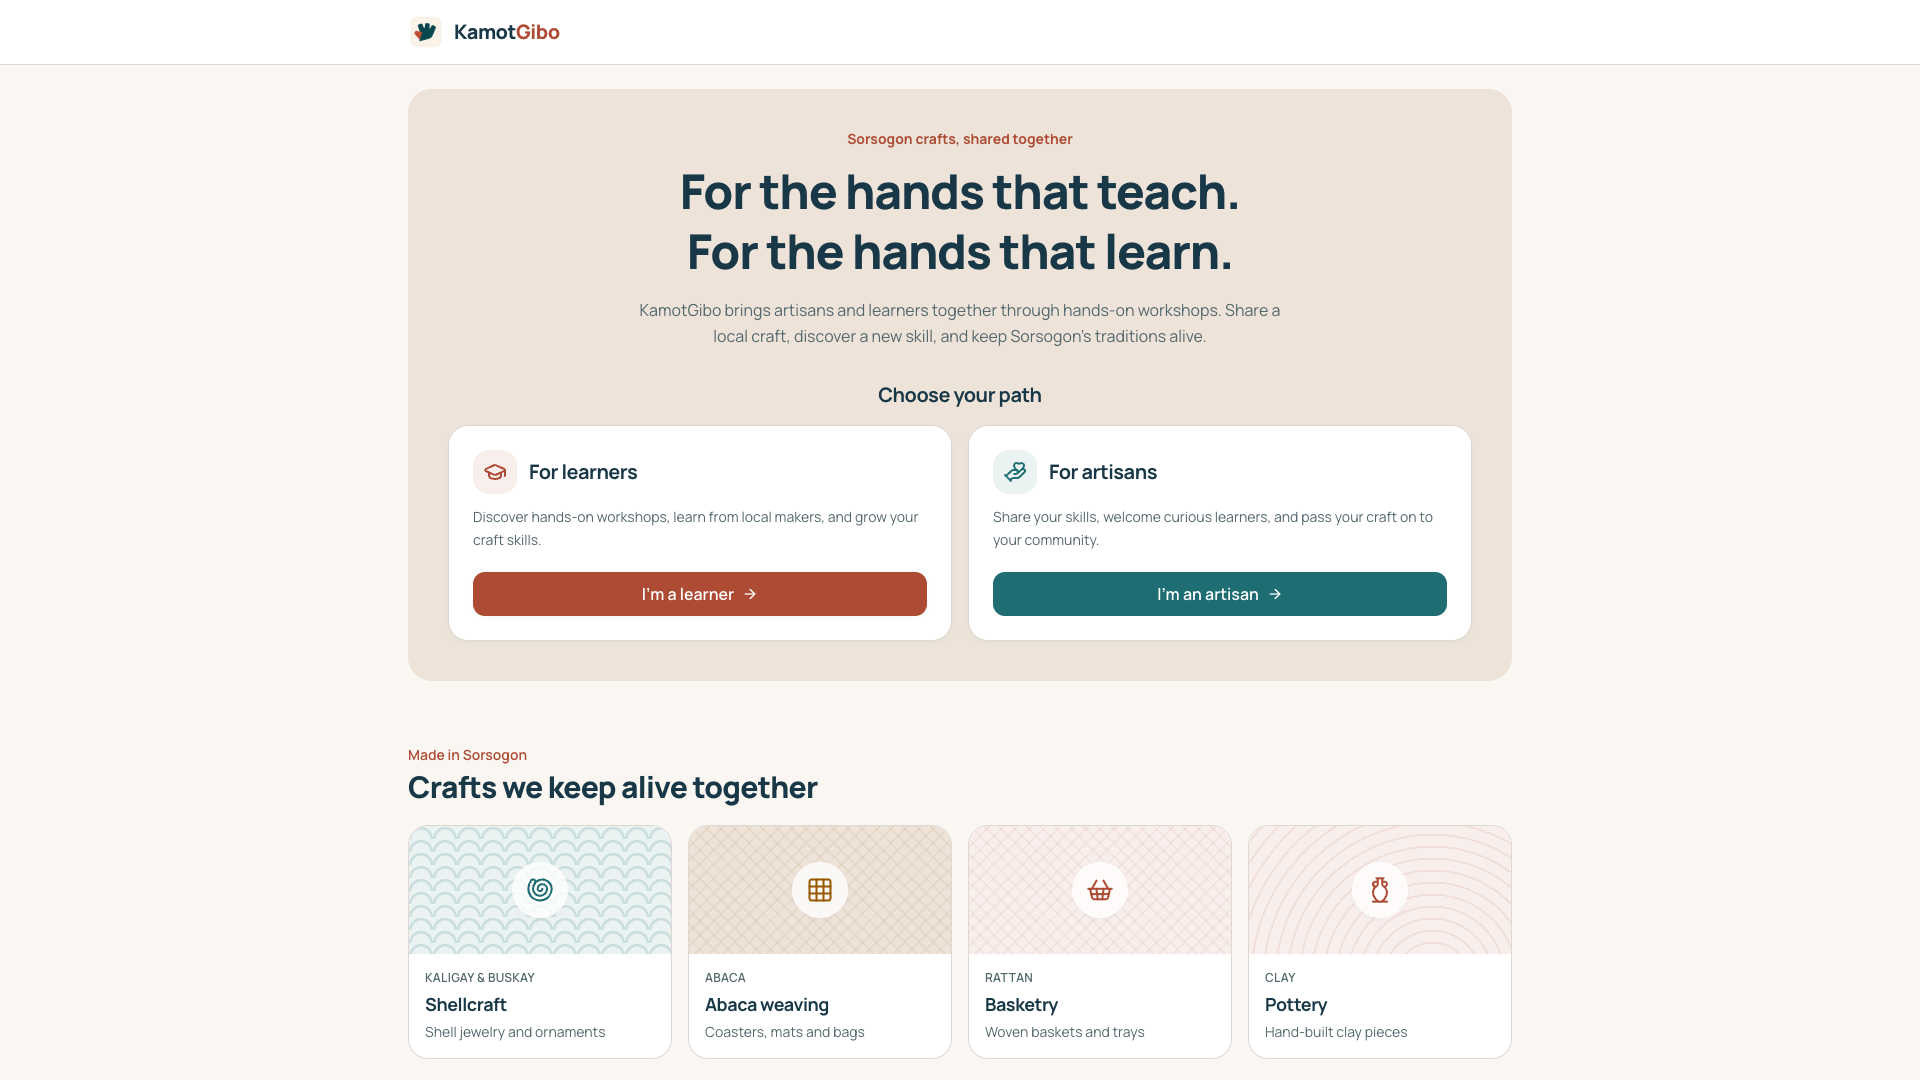 KamotGibo
Sorsogon crafts, shared together
For the hands that teach.
For the hands that learn.
KamotGibo brings artisans and learners together through hands-on workshops. Share a
local craft, discover a new skill, and keep Sorsogon's traditions alive.
Choose your path
For learners
Discover hands-on workshops, learn from local makers, and grow your
craft skills.
I'm a learner →
For artisans
Share your skills, welcome curious learners, and pass your craft on to
your community.
I'm an artisan →
Made in Sorsogon
Crafts we keep alive together
KALIGAY & BUSKAY
Shellcraft
Shell jewelry and ornaments
ABACA
Abaca weaving
Coasters, mats and bags
RATTAN
Basketry
Woven baskets and trays
CLAY
Pottery
Hand-built clay pieces